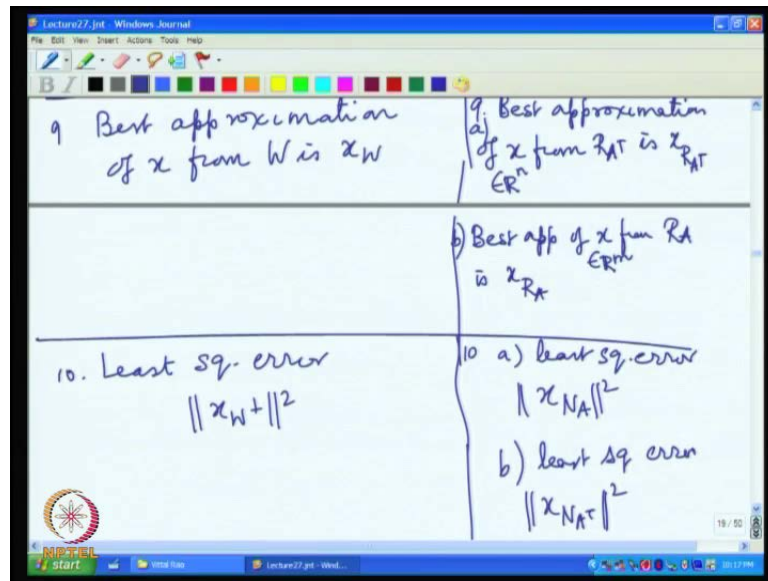 Lecture27.jnt - Windows Journal
File Edit View Insert Actions Tools Help
B I
9 Best approximation
of x from W is x_W
9. Best approximation
a)
of x from R_{A^T} is x_{R_{A^T}}
∈R^n
b) Best app of x from R_A
∈R^m
is x_{R_A}
10. Least sq. error
||x_{W^⊥}||^2
10 a) least sq. error
||x_{N_A}||^2
b) least sq error
||x_{N_{A^T}}||^2
19 / 50
NPTEL
start Vittal Rao Lecture27.jnt - Wind... 10:17 PM